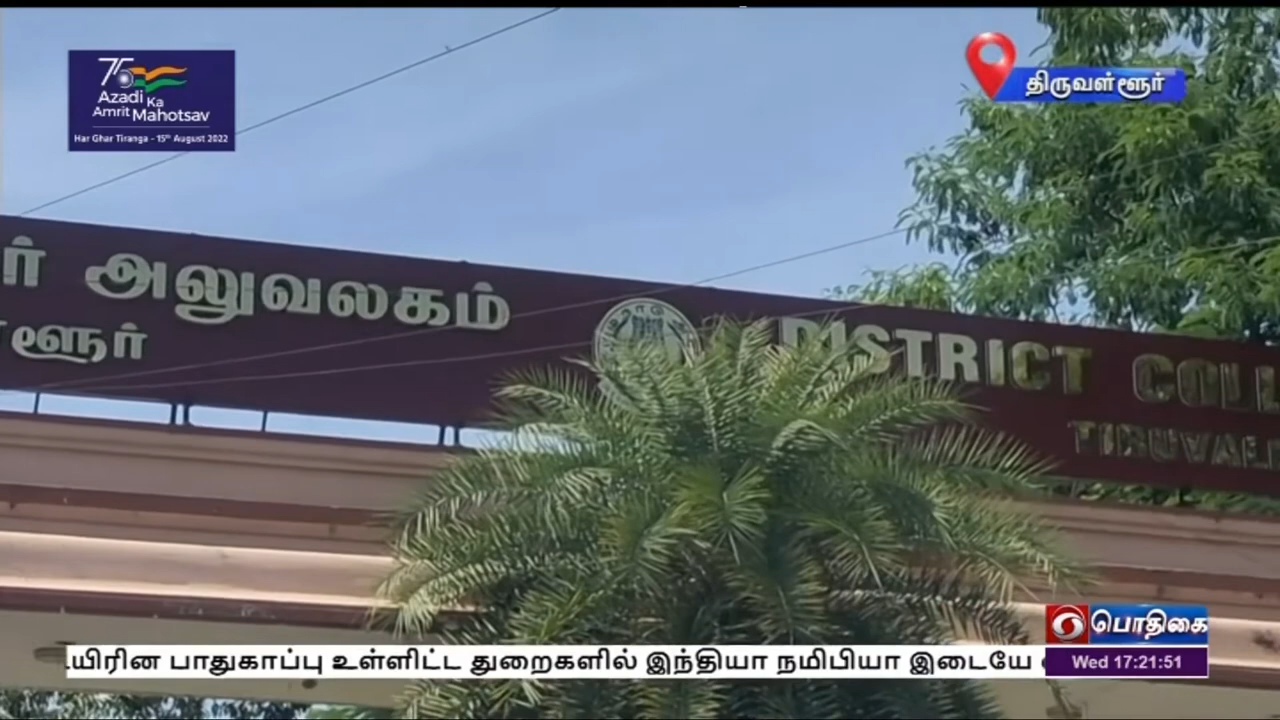 75
Azadi Ka
Amrit Mahotsav
Har Ghar Tiranga - 15th August 2022
திருவள்ளூர்
ர் அலுவலகம்
ளூர்
DISTRICT COLL
TIRUVALL
பொதிகை
யிரின பாதுகாப்பு உள்ளிட்ட துறைகளில் இந்தியா நமிபியா இடையே
Wed 17:21:51